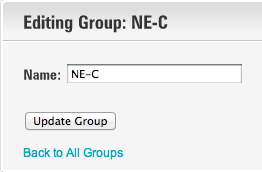 Editing Group: NE-C
Name: NE-C
Update Group
Back to All Groups